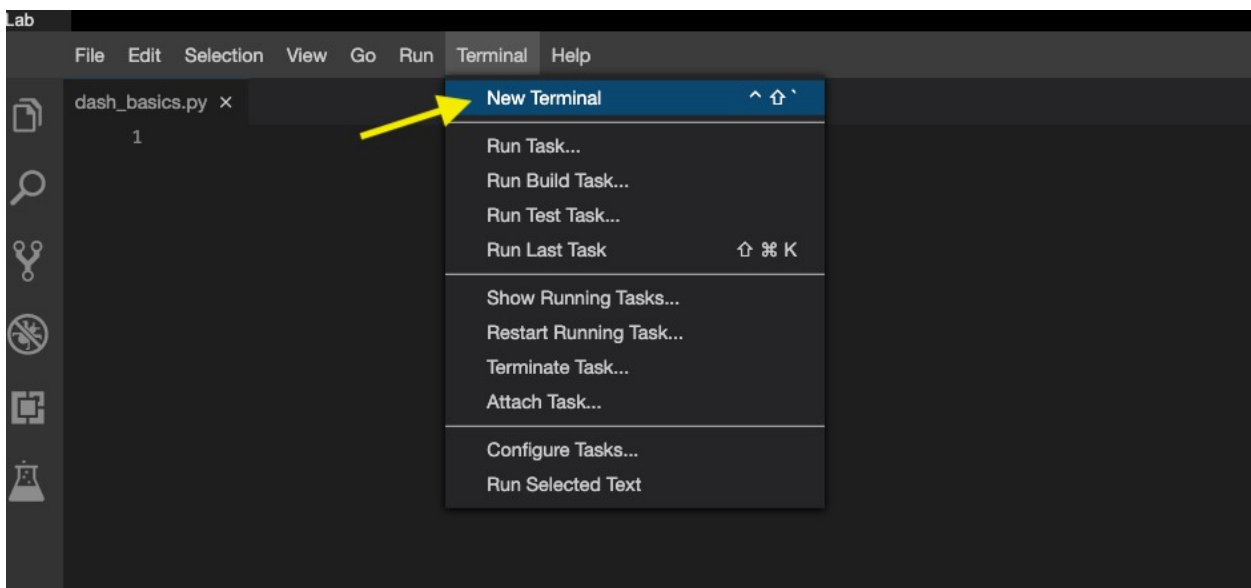 Lab
File Edit Selection View Go Run Terminal Help
dash_basics.py ×
1
New Terminal ^ ⇧ `
Run Task...
Run Build Task...
Run Test Task...
Run Last Task ⇧ ⌘ K
Show Running Tasks...
Restart Running Task...
Terminate Task...
Attach Task...
Configure Tasks...
Run Selected Text